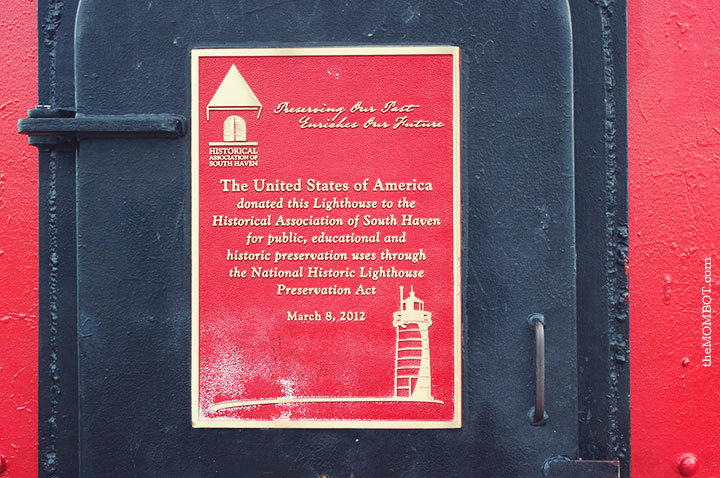 Preserving Our Past
Enriches Our Future
HISTORICAL
ASSOCIATION OF
SOUTH HAVEN
The United States of America
donated this Lighthouse to the
Historical Association of South Haven
for public, educational and
historic preservation uses through
the National Historic Lighthouse
Preservation Act
March 8, 2012
theMOMBOT.com